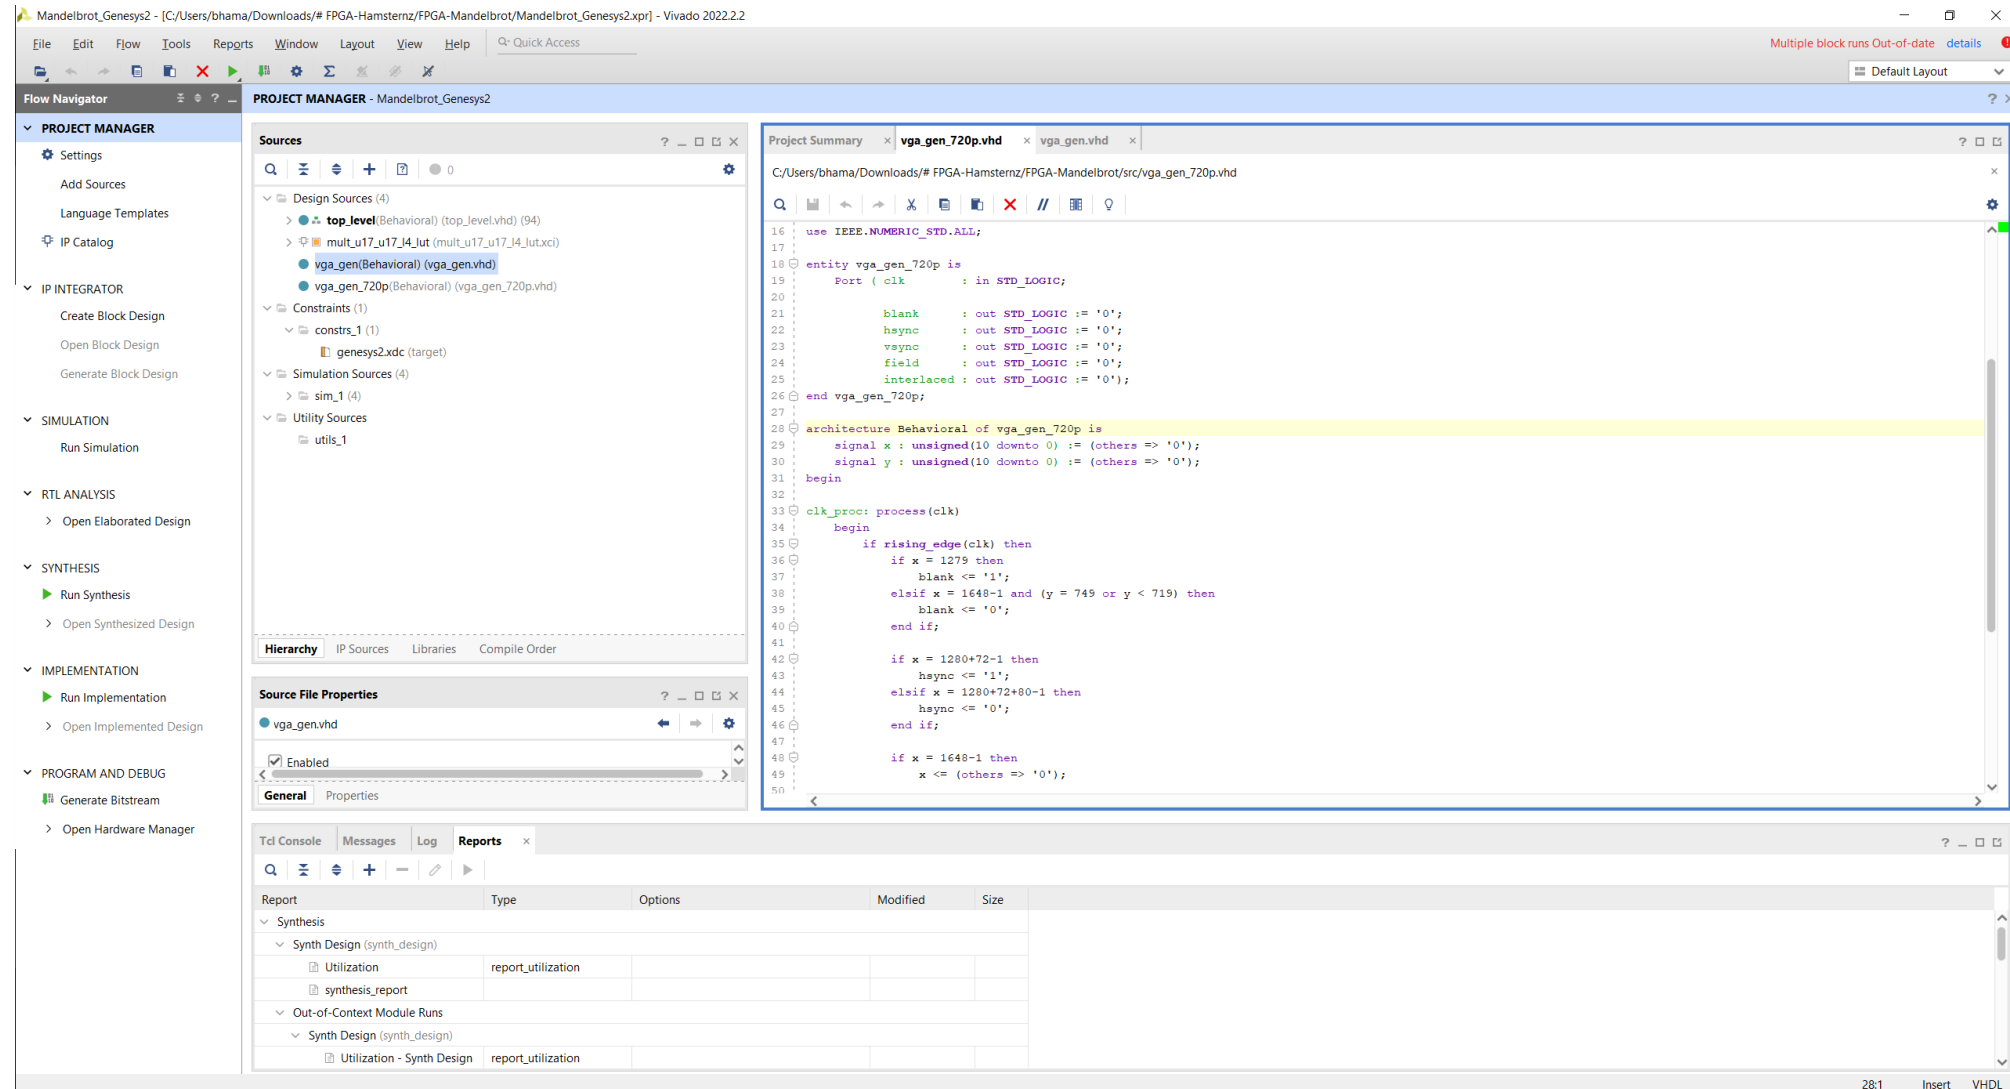 Mandelbrot_Genesys2 - [C:/Users/bhama/Downloads/# FPGA-Hamsternz/FPGA-Mandelbrot/Mandelbrot_Genesys2.xpr] - Vivado 2022.2.2
File Edit Flow Tools Reports Window Layout View Help Quick Access
Multiple block runs Out-of-date details
Default Layout
Flow Navigator
PROJECT MANAGER
Settings
Add Sources
Language Templates
IP Catalog
IP INTEGRATOR
Create Block Design
Open Block Design
Generate Block Design
SIMULATION
Run Simulation
RTL ANALYSIS
Open Elaborated Design
SYNTHESIS
Run Synthesis
Open Synthesized Design
IMPLEMENTATION
Run Implementation
Open Implemented Design
PROGRAM AND DEBUG
Generate Bitstream
Open Hardware Manager
PROJECT MANAGER - Mandelbrot_Genesys2
Sources
0
Design Sources (4)
top_level(Behavioral) (top_level.vhd) (94)
mult_u17_u17_l4_lut (mult_u17_u17_l4_lut.xci)
vga_gen(Behavioral) (vga_gen.vhd)
vga_gen_720p(Behavioral) (vga_gen_720p.vhd)
Constraints (1)
constrs_1 (1)
genesys2.xdc (target)
Simulation Sources (4)
sim_1 (4)
Utility Sources
utils_1
Hierarchy IP Sources Libraries Compile Order
Source File Properties
vga_gen.vhd
Enabled
General Properties
Project Summary vga_gen_720p.vhd vga_gen.vhd
C:/Users/bhama/Downloads/# FPGA-Hamsternz/FPGA-Mandelbrot/src/vga_gen_720p.vhd
16 use IEEE.NUMERIC_STD.ALL;
17
18 entity vga_gen_720p is
19 Port ( clk : in STD_LOGIC;
20
21 blank : out STD_LOGIC := '0';
22 hsync : out STD_LOGIC := '0';
23 vsync : out STD_LOGIC := '0';
24 field : out STD_LOGIC := '0';
25 interlaced : out STD_LOGIC := '0');
26 end vga_gen_720p;
27
28 architecture Behavioral of vga_gen_720p is
29 signal x : unsigned(10 downto 0) := (others => '0');
30 signal y : unsigned(10 downto 0) := (others => '0');
31 begin
32
33 clk_proc: process(clk)
34 begin
35 if rising_edge(clk) then
36 if x = 1279 then
37 blank <= '1';
38 elsif x = 1648-1 and (y = 749 or y < 719) then
39 blank <= '0';
40 end if;
41
42 if x = 1280+72-1 then
43 hsync <= '1';
44 elsif x = 1280+72+80-1 then
45 hsync <= '0';
46 end if;
47
48 if x = 1648-1 then
49 x <= (others => '0');
50
Tcl Console Messages Log Reports
Report Type Options Modified Size
Synthesis
Synth Design (synth_design)
Utilization report_utilization
synthesis_report
Out-of-Context Module Runs
Synth Design (synth_design)
Utilization - Synth Design report_utilization
28:1 Insert VHDL